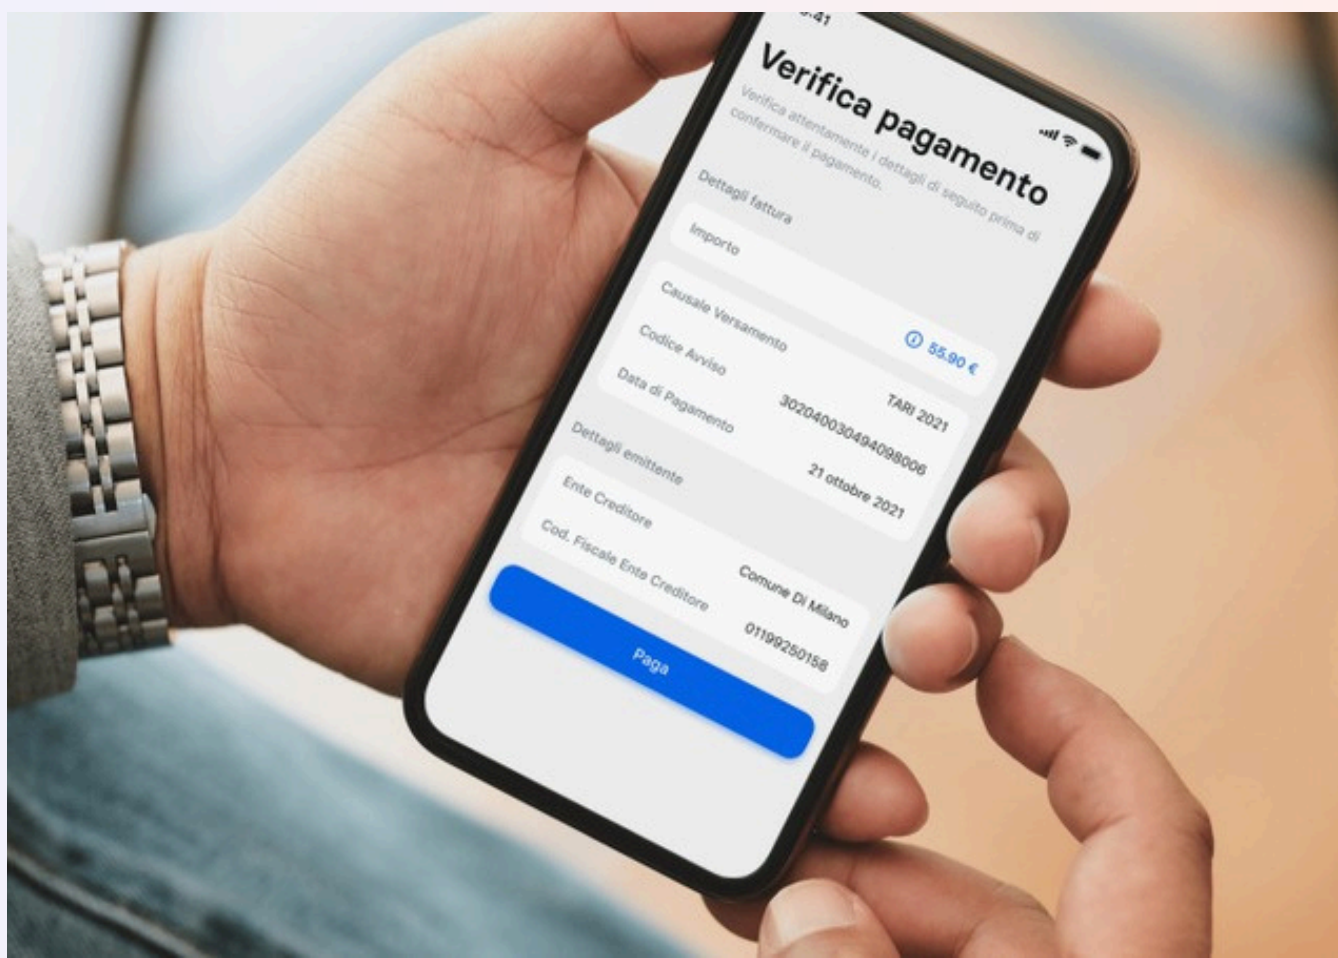 Verifica pagamento
Verifica attentamente i dettagli di seguito prima di
confermare il pagamento.
Dettagli fattura
Importo
55.90 €
Causale Versamento
TARI 2021
Codice Avviso
302040030494098006
Data di Pagamento
21 ottobre 2021
Dettagli emittente
Ente Creditore
Comune Di Milano
Cod. Fiscale Ente Creditore
01199250158
Paga